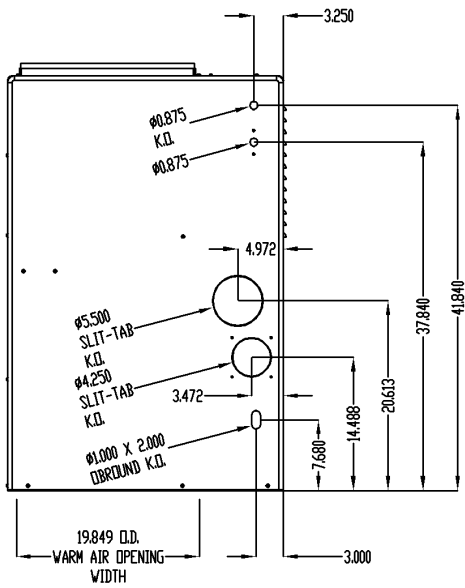 3.250
ø0.875
K.O.
ø0.875
4.972
41.840
37.840
ø5.500
SLIT-TAB
K.O.
ø4.250
SLIT-TAB
K.O.
3.472
20.613
14.488
7.680
ø1.000 X 2.000
OBROUND K.O.
19.849 O.D.
WARM AIR OPENING
WIDTH
3.000